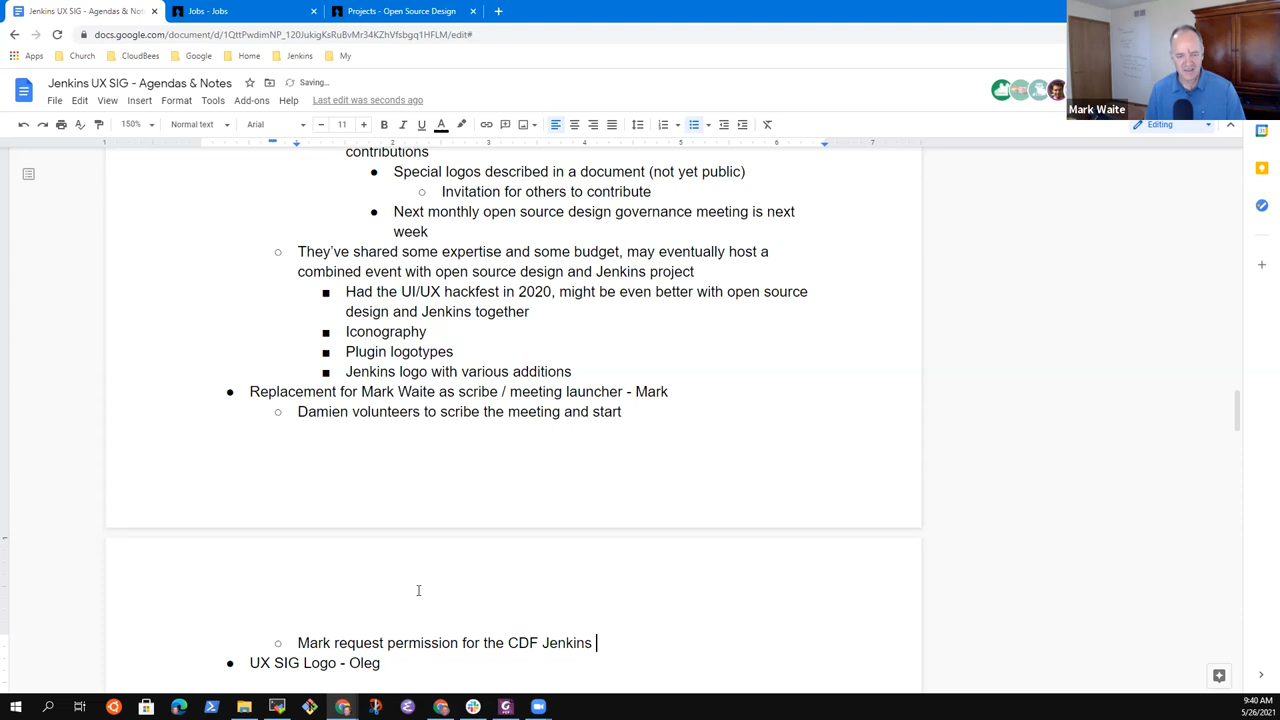 Jenkins UX SIG - Agendas & Not
Jobs - Jobs
Projects - Open Source Design
docs.google.com/document/d/1QttPwdimNP_120JukigKsRuBvMr34KZhVfsbgq1HFLM/edit#
Apps
Church
CloudBees
Google
Home
Jenkins
My
Jenkins UX SIG - Agendas & Notes
Saving...
File Edit View Insert Format Tools Add-ons Help Last edit was seconds ago
Mark Waite
150% Normal text Arial 11
Editing
1 2 3 4 5 6 7
contributions
Special logos described in a document (not yet public)
Invitation for others to contribute
Next monthly open source design governance meeting is next
week
They've shared some expertise and some budget, may eventually host a
combined event with open source design and Jenkins project
Had the UI/UX hackfest in 2020, might be even better with open source
design and Jenkins together
Iconography
Plugin logotypes
Jenkins logo with various additions
Replacement for Mark Waite as scribe / meeting launcher - Mark
Damien volunteers to scribe the meeting and start
Mark request permission for the CDF Jenkins
UX SIG Logo - Oleg
9:40 AM
5/26/2021